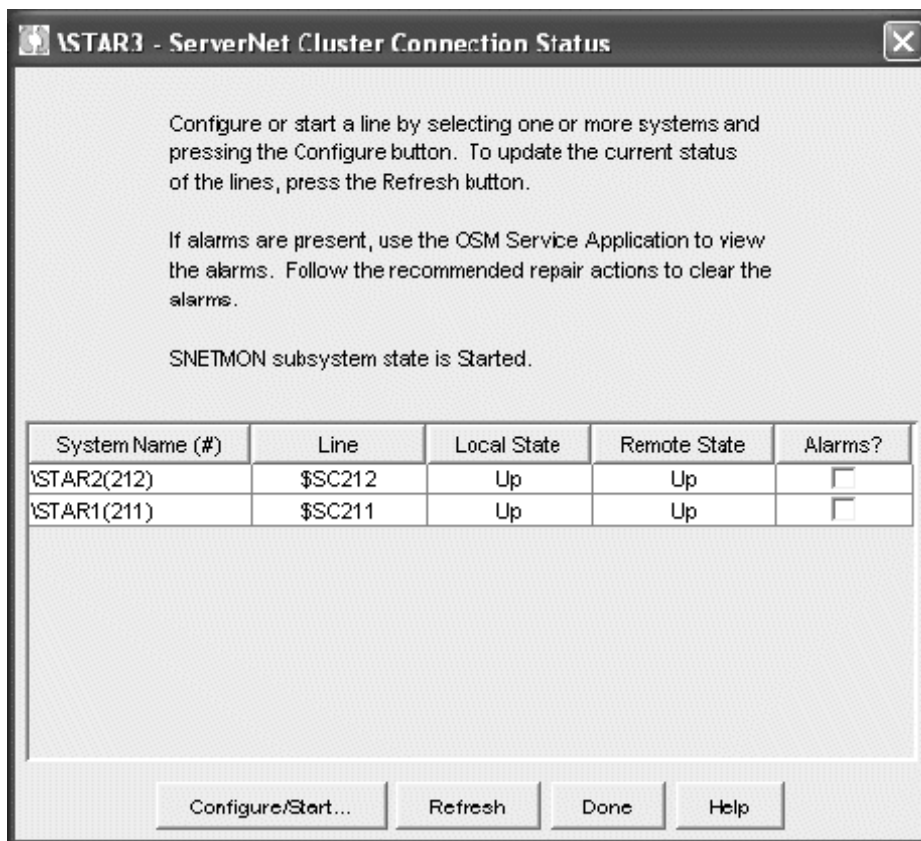 \STAR3 - ServerNet Cluster Connection Status
Configure or start a line by selecting one or more systems and
pressing the Configure button. To update the current status
of the lines, press the Refresh button.
If alarms are present, use the OSM Service Application to view
the alarms. Follow the recommended repair actions to clear the
alarms.
SNETMON subsystem state is Started.
System Name (#) Line Local State Remote State Alarms?
\STAR2(212) $SC212 Up Up
\STAR1(211) $SC211 Up Up
Configure/Start... Refresh Done Help